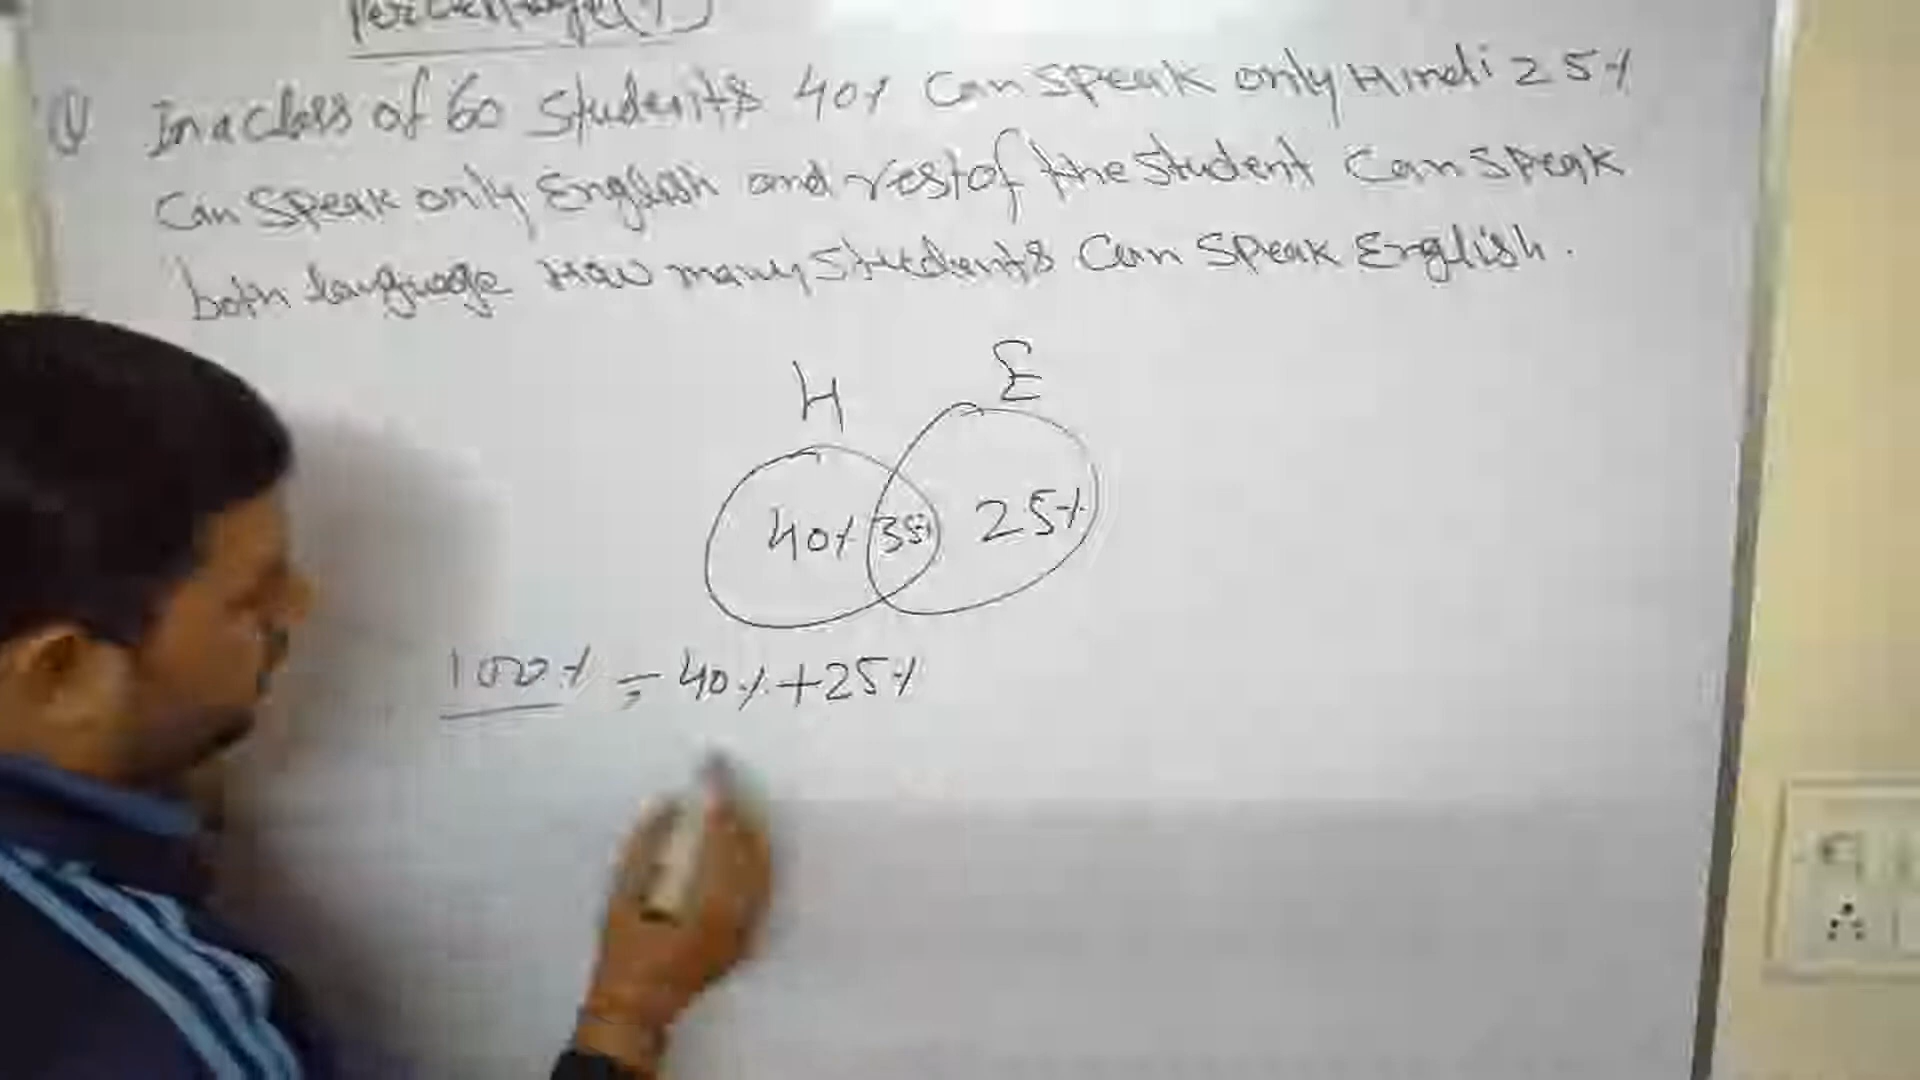 Percentage(%)
Q In a class of 60 students 40% Can speak only Hindi 25%
Can speak only English and rest of the student can speak
both language How many students Can speak English.
H E
40% 35% 25%
100% = 40% + 25%